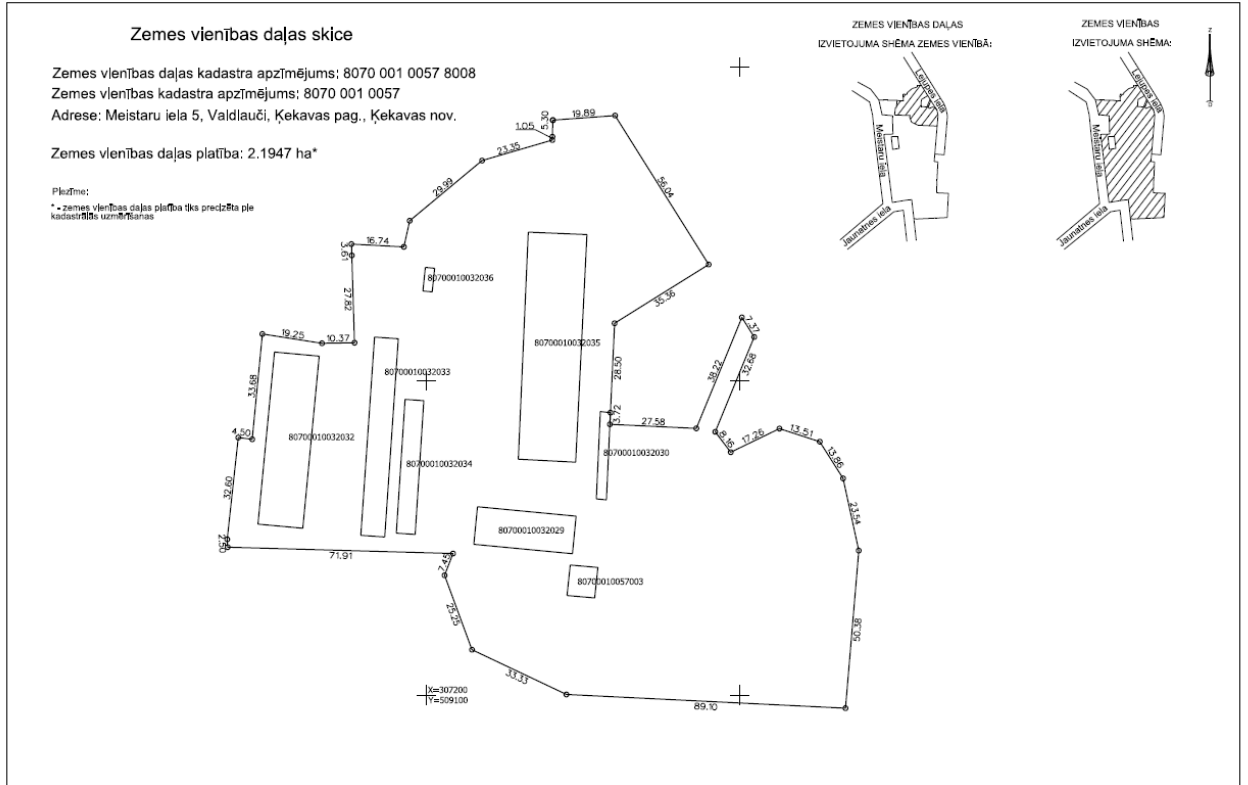 Zemes vienības daļas skice
Zemes vienības daļas kadastra apzīmējums: 8070 001 0057 8008
Zemes vienības kadastra apzīmējums: 8070 001 0057
Adrese: Meistaru iela 5, Valdlauči, Ķekavas pag., Ķekavas nov.
Zemes vienības daļas platība: 2.1947 ha*
Piezīme:
* - zemes vienības daļas platība tiks precizēta pie
kadastrālās uzmērīšanas
ZEMES VIENĪBAS DAĻAS
IZVIETOJUMA SHĒMA ZEMES VIENĪBĀ:
Lejupes iela
Meistaru iela
Jaunatnes iela
ZEMES VIENĪBAS
IZVIETOJUMA SHĒMA:
Lejupes iela
Meistaru iela
Jaunatnes iela
Z
D
19.89
5.30
1.05
23.35
29.99
56.04
16.74
3.61
27.82
35.36
80700010032036
19.25
10.37
80700010032035
28.50
7.37
38.22
32.68
80700010032033
33.68
3.72
27.58
4.50
80700010032032
80700010032034
80700010032030
8.16
17.26
13.51
13.86
32.60
23.54
80700010032029
2.50
71.91
7.45
80700010057003
25.25
50.38
33.33
X=307200
Y=509100
89.10